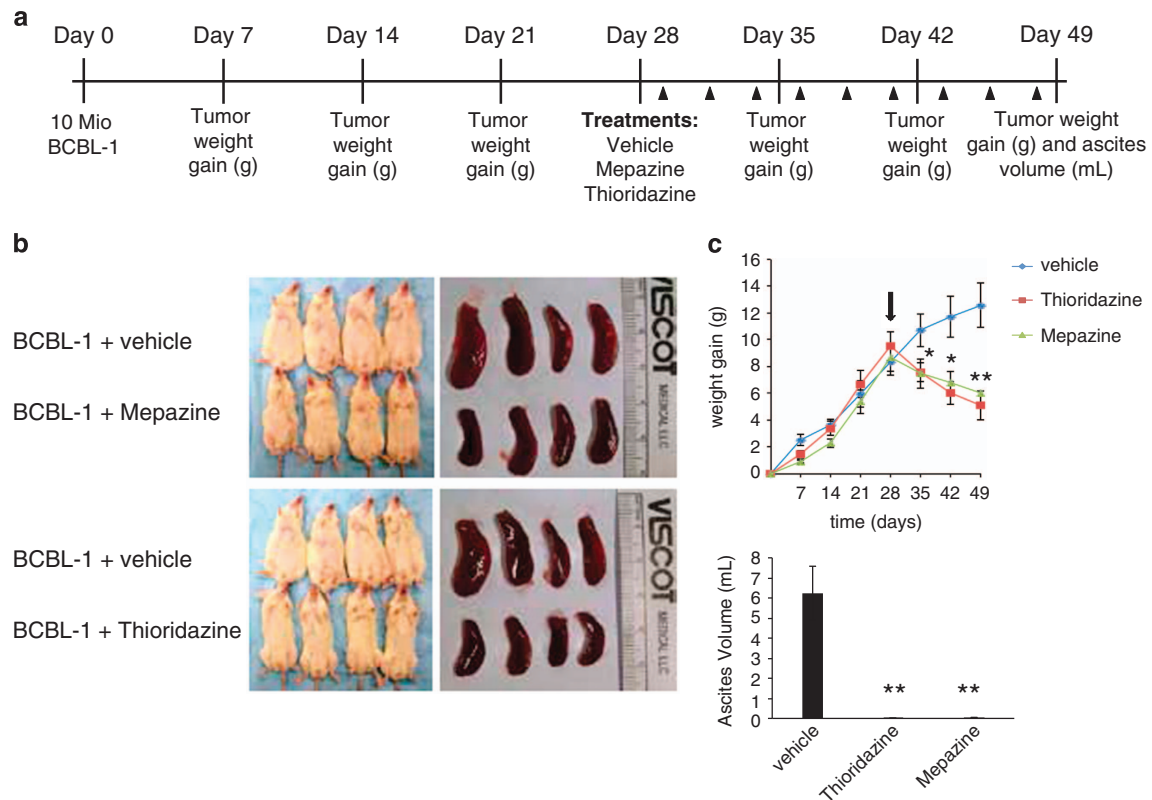 a
Day 0 Day 7 Day 14 Day 21 Day 28 Day 35 Day 42 Day 49
10 Mio
BCBL-1
Tumor
weight
gain (g)
Tumor
weight
gain (g)
Tumor
weight
gain (g)
Treatments:
Vehicle
Mepazine
Thioridazine
Tumor
weight
gain (g)
Tumor
weight
gain (g)
Tumor weight
gain (g) and ascites
volume (mL)
b
BCBL-1 + vehicle
BCBL-1 + Mepazine
VISCOT
MEDICAL, LLC
BCBL-1 + vehicle
BCBL-1 + Thioridazine
VISCOT
MEDICAL, LLC
c
weight gain (g)
16
14
12
10
8
6
4
2
0
*
*
**
7 14 21 28 35 42 49
time (days)
vehicle
Thioridazine
Mepazine
Ascites Volume (mL)
8
7
6
5
4
3
2
1
0
** **
vehicle
Thioridazine
Mepazine